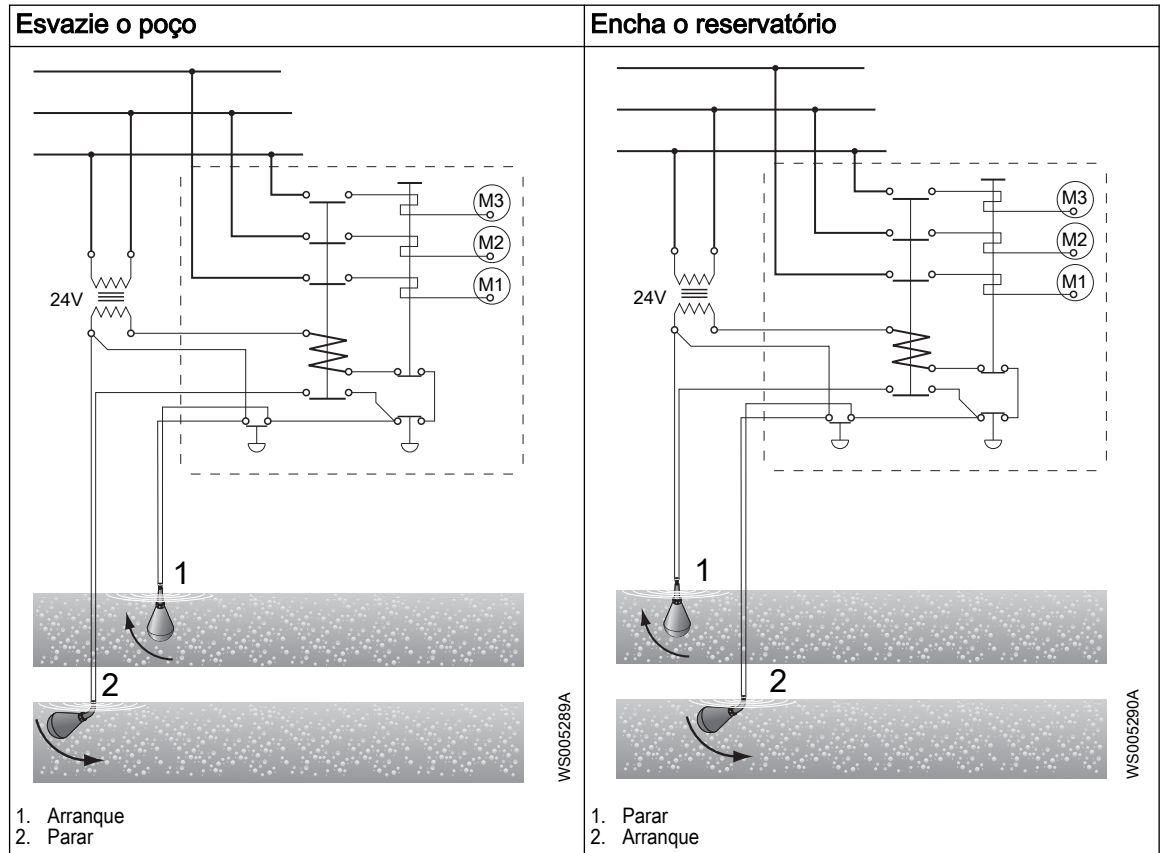 Esvazie o poço
M3
M2
M1
24V
1
2
WS005289A
1. Arranque
2. Parar
Encha o reservatório
M3
M2
M1
24V
1
2
WS005290A
1. Parar
2. Arranque